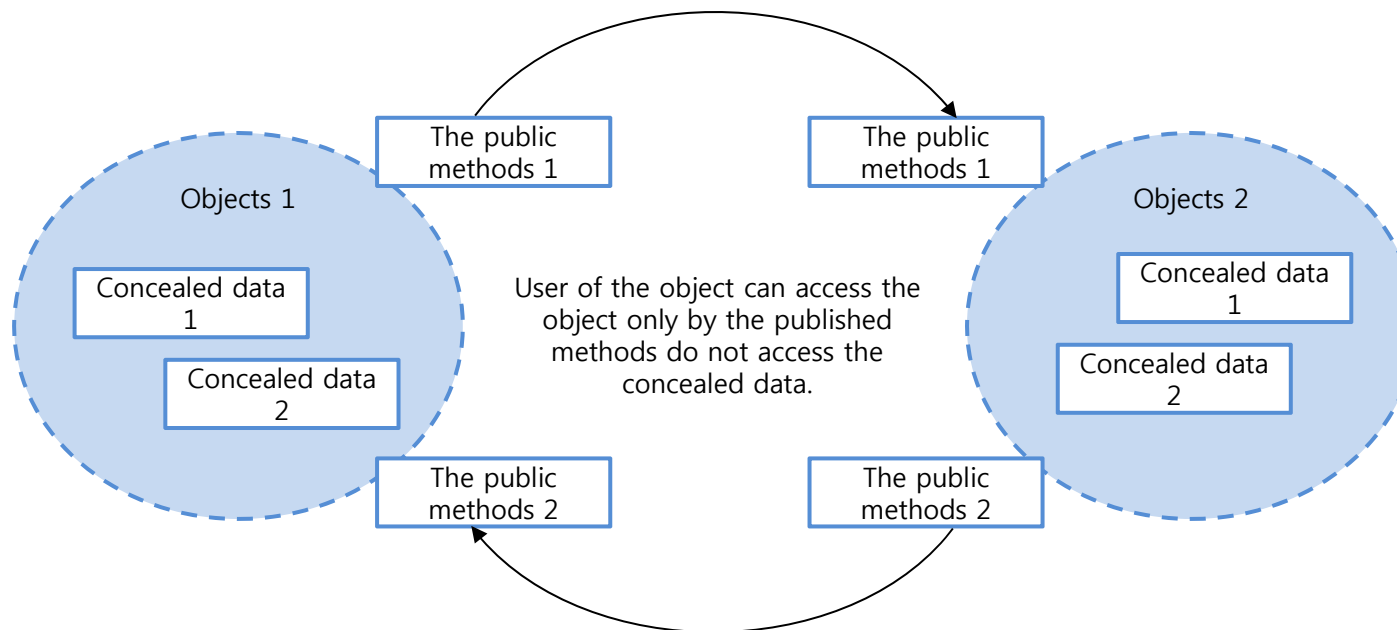 The public
methods 1
The public
methods 1
Objects 1
Objects 2
Concealed data
1
Concealed data
2
User of the object can access the
object only by the published
methods do not access the
concealed data.
Concealed data
1
Concealed data
2
The public
methods 2
The public
methods 2